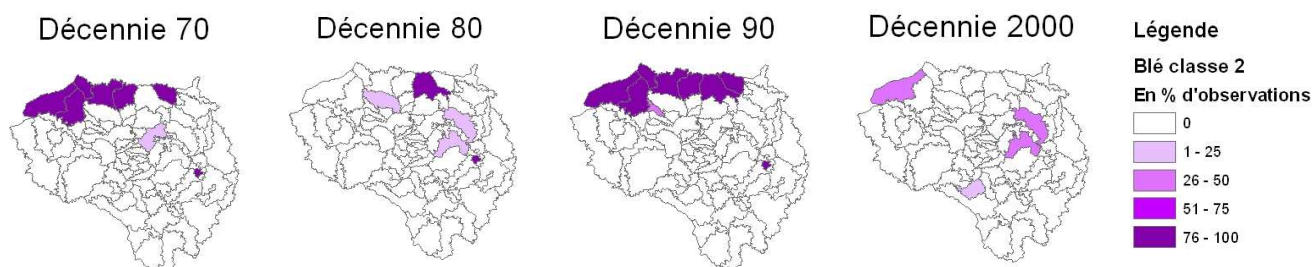 Décennie 70
Décennie 80
Décennie 90
Décennie 2000
Légende
Blé classe 2
En % d'observations
0
1 - 25
26 - 50
51 - 75
76 - 100